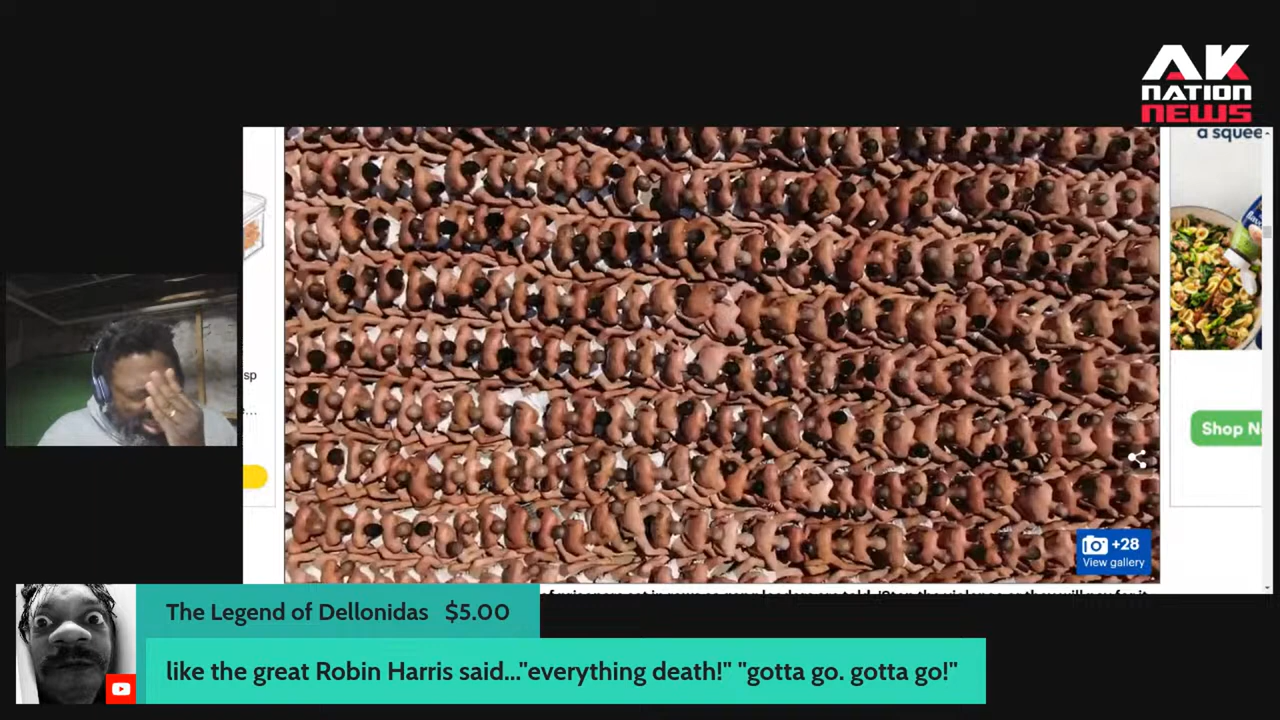 AK
NATION
NEWS
a squee
sp
e...
Shop N
+28
View gallery
The Legend of Dellonidas $5.00
like the great Robin Harris said..."everything death!" "gotta go. gotta go!"